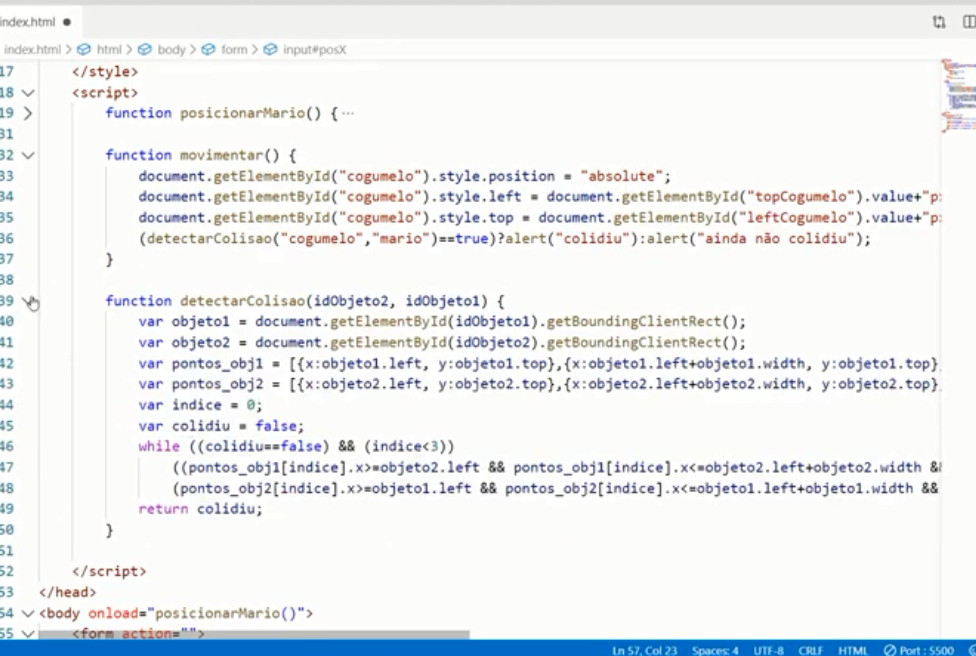 index.html ●
index.html > html > body > form > input#posX
17 </style>
18 <script>
19 function posicionarMario() { ...
31
32 function movimentar() {
33 document.getElementById("cogumelo").style.position = "absolute";
34 document.getElementById("cogumelo").style.left = document.getElementById("topCogumelo").value+"p
35 document.getElementById("cogumelo").style.top = document.getElementById("leftCogumelo").value+"p
36 (detectarColisao("cogumelo","mario")==true)?alert("colidiu"):alert("ainda não colidiu");
37 }
38
39 function detectarColisao(idObjeto2, idObjeto1) {
40 var objeto1 = document.getElementById(idObjeto1).getBoundingClientRect();
41 var objeto2 = document.getElementById(idObjeto2).getBoundingClientRect();
42 var pontos_obj1 = [{x:objeto1.left, y:objeto1.top},{x:objeto1.left+objeto1.width, y:objeto1.top}
43 var pontos_obj2 = [{x:objeto2.left, y:objeto2.top},{x:objeto2.left+objeto2.width, y:objeto2.top}
44 var indice = 0;
45 var colidiu = false;
46 while ((colidiu==false) && (indice<3))
47 ((pontos_obj1[indice].x>=objeto2.left && pontos_obj1[indice].x<=objeto2.left+objeto2.width &
48 (pontos_obj2[indice].x>=objeto1.left && pontos_obj2[indice].x<=objeto1.left+objeto1.width &&
49 return colidiu;
50 }
51
52 </script>
53 </head>
54 <body onload="posicionarMario()">
55 <form action="">
Ln 57, Col 23 Spaces: 4 UTF-8 CRLF HTML Port : 5500